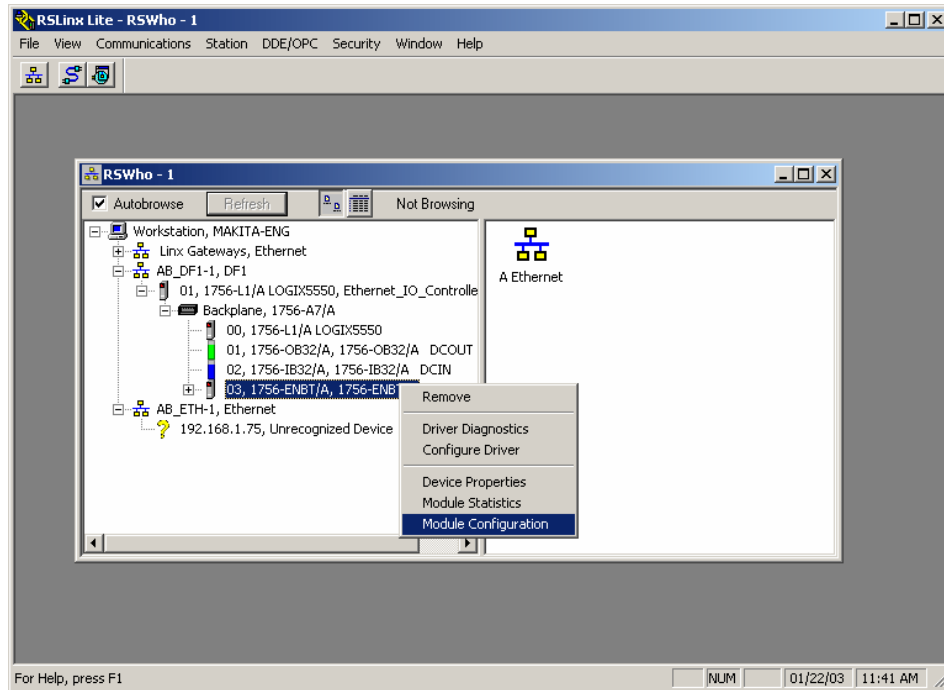 RSLinx Lite - RSWho - 1
File View Communications Station DDE/OPC Security Window Help
RSWho - 1
Autobrowse Refresh Not Browsing
Workstation, MAKITA-ENG
Linx Gateways, Ethernet
AB_DF1-1, DF1
01, 1756-L1/A LOGIX5550, Ethernet_IO_Controlle
Backplane, 1756-A7/A
00, 1756-L1/A LOGIX5550
01, 1756-OB32/A, 1756-OB32/A DCOUT
02, 1756-IB32/A, 1756-IB32/A DCIN
03, 1756-ENBT/A, 1756-ENB
AB_ETH-1, Ethernet
192.168.1.75, Unrecognized Device
A Ethernet
Remove
Driver Diagnostics
Configure Driver
Device Properties
Module Statistics
Module Configuration
For Help, press F1 NUM 01/22/03 11:41 AM